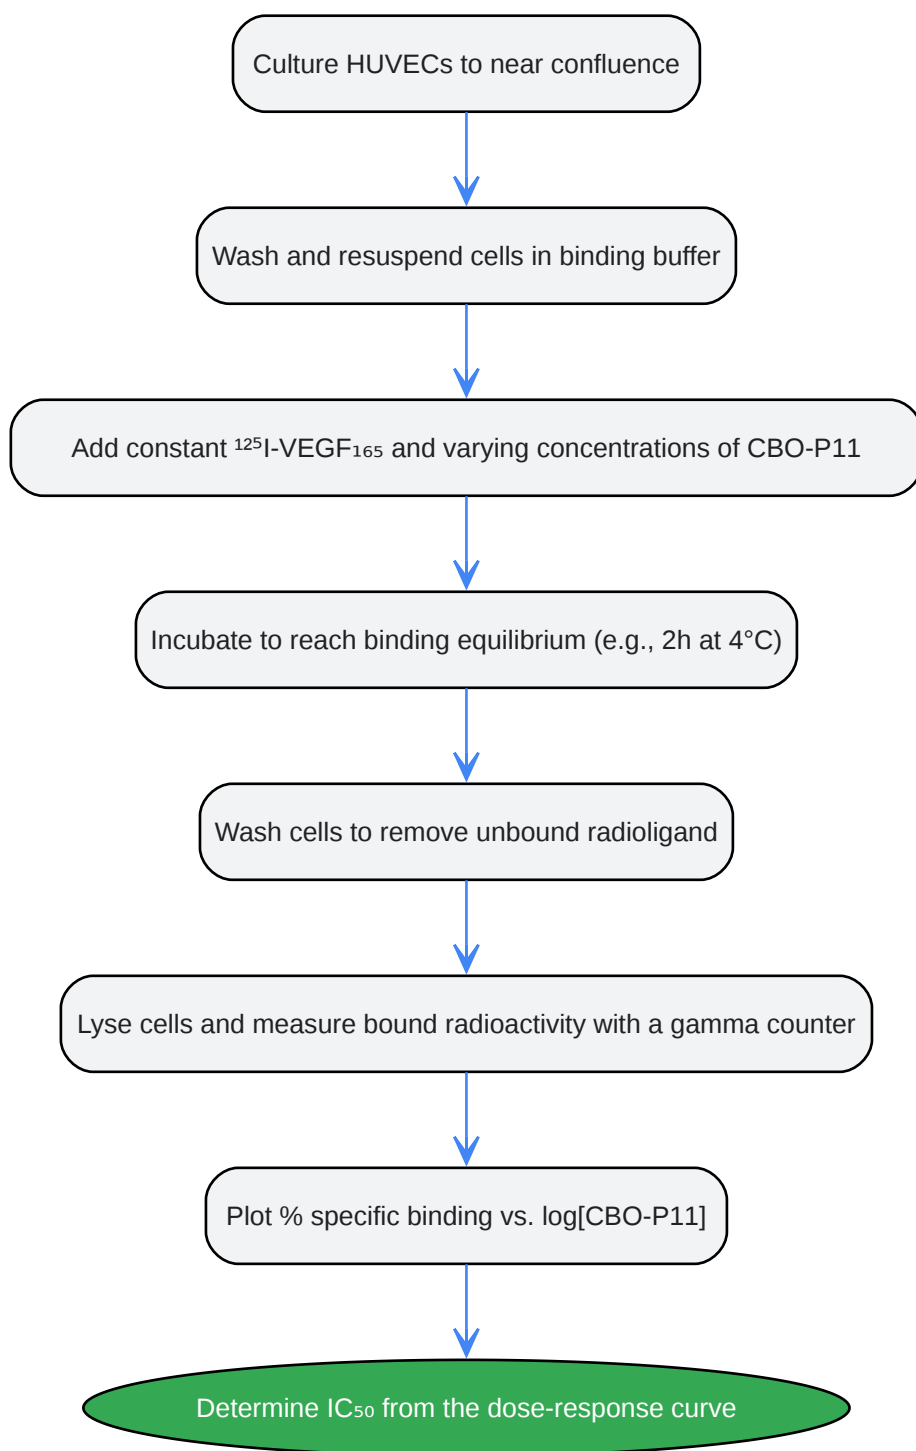 Culture HUVECs to near confluence
Wash and resuspend cells in binding buffer
Add constant ¹²⁵I-VEGF₁₆₅ and varying concentrations of CBO-P11
Incubate to reach binding equilibrium (e.g., 2h at 4°C)
Wash cells to remove unbound radioligand
Lyse cells and measure bound radioactivity with a gamma counter
Plot % specific binding vs. log[CBO-P11]
Determine IC₅₀ from the dose-response curve